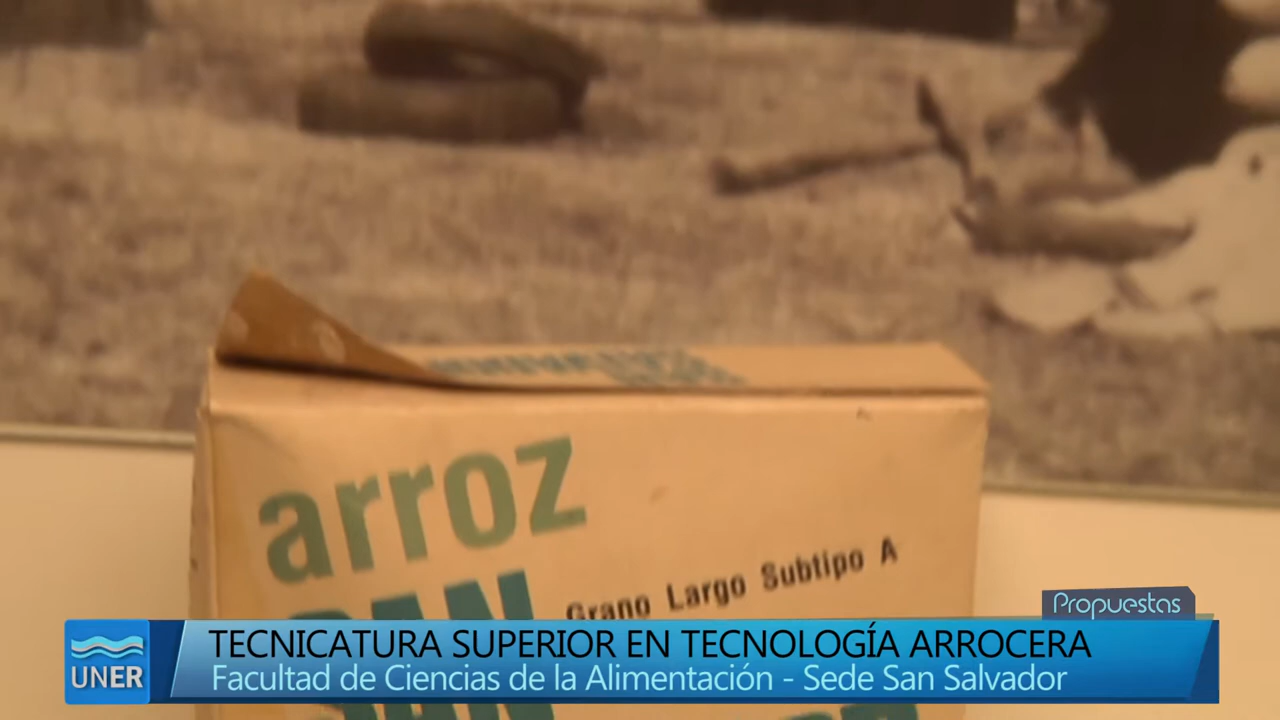 arroz
SAN
Grano Largo Subtipo A
Propuestas
TECNICATURA SUPERIOR EN TECNOLOGÍA ARROCERA
UNER
Facultad de Ciencias de la Alimentación - Sede San Salvador